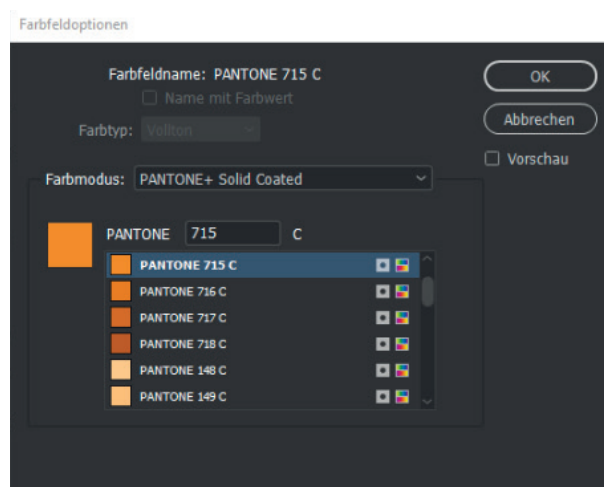 Farbfeldoptionen
Farbfeldname: PANTONE 715 C
Name mit Farbwert
Farbtyp: Vollton
OK
Abbrechen
Vorschau
Farbmodus: PANTONE+ Solid Coated
PANTONE 715 C
PANTONE 715 C
PANTONE 716 C
PANTONE 717 C
PANTONE 718 C
PANTONE 148 C
PANTONE 149 C